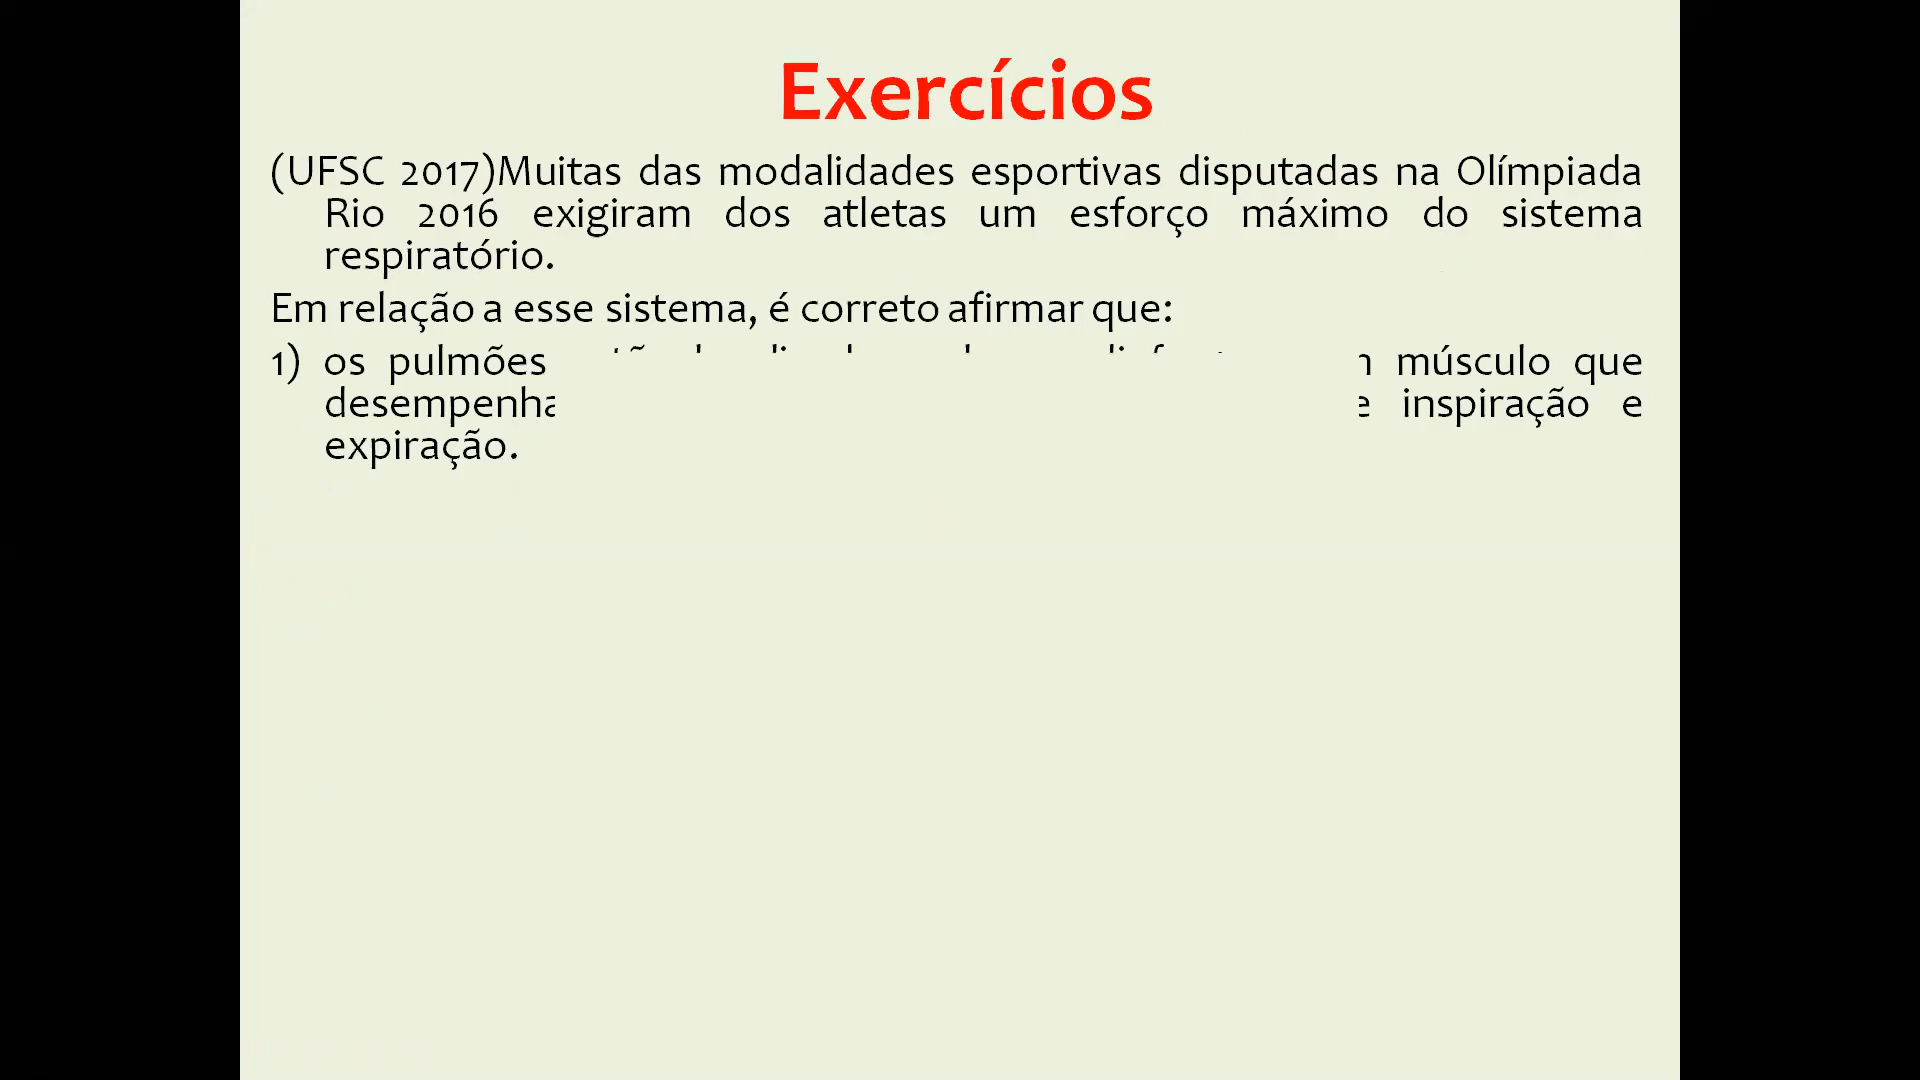 Exercícios
(UFSC 2017)Muitas das modalidades esportivas disputadas na Olímpiada
Rio 2016 exigiram dos atletas um esforço máximo do sistema
respiratório.
Em relação a esse sistema, é correto afirmar que:
1) os pulmões músculo que
desempenha inspiração e
expiração.